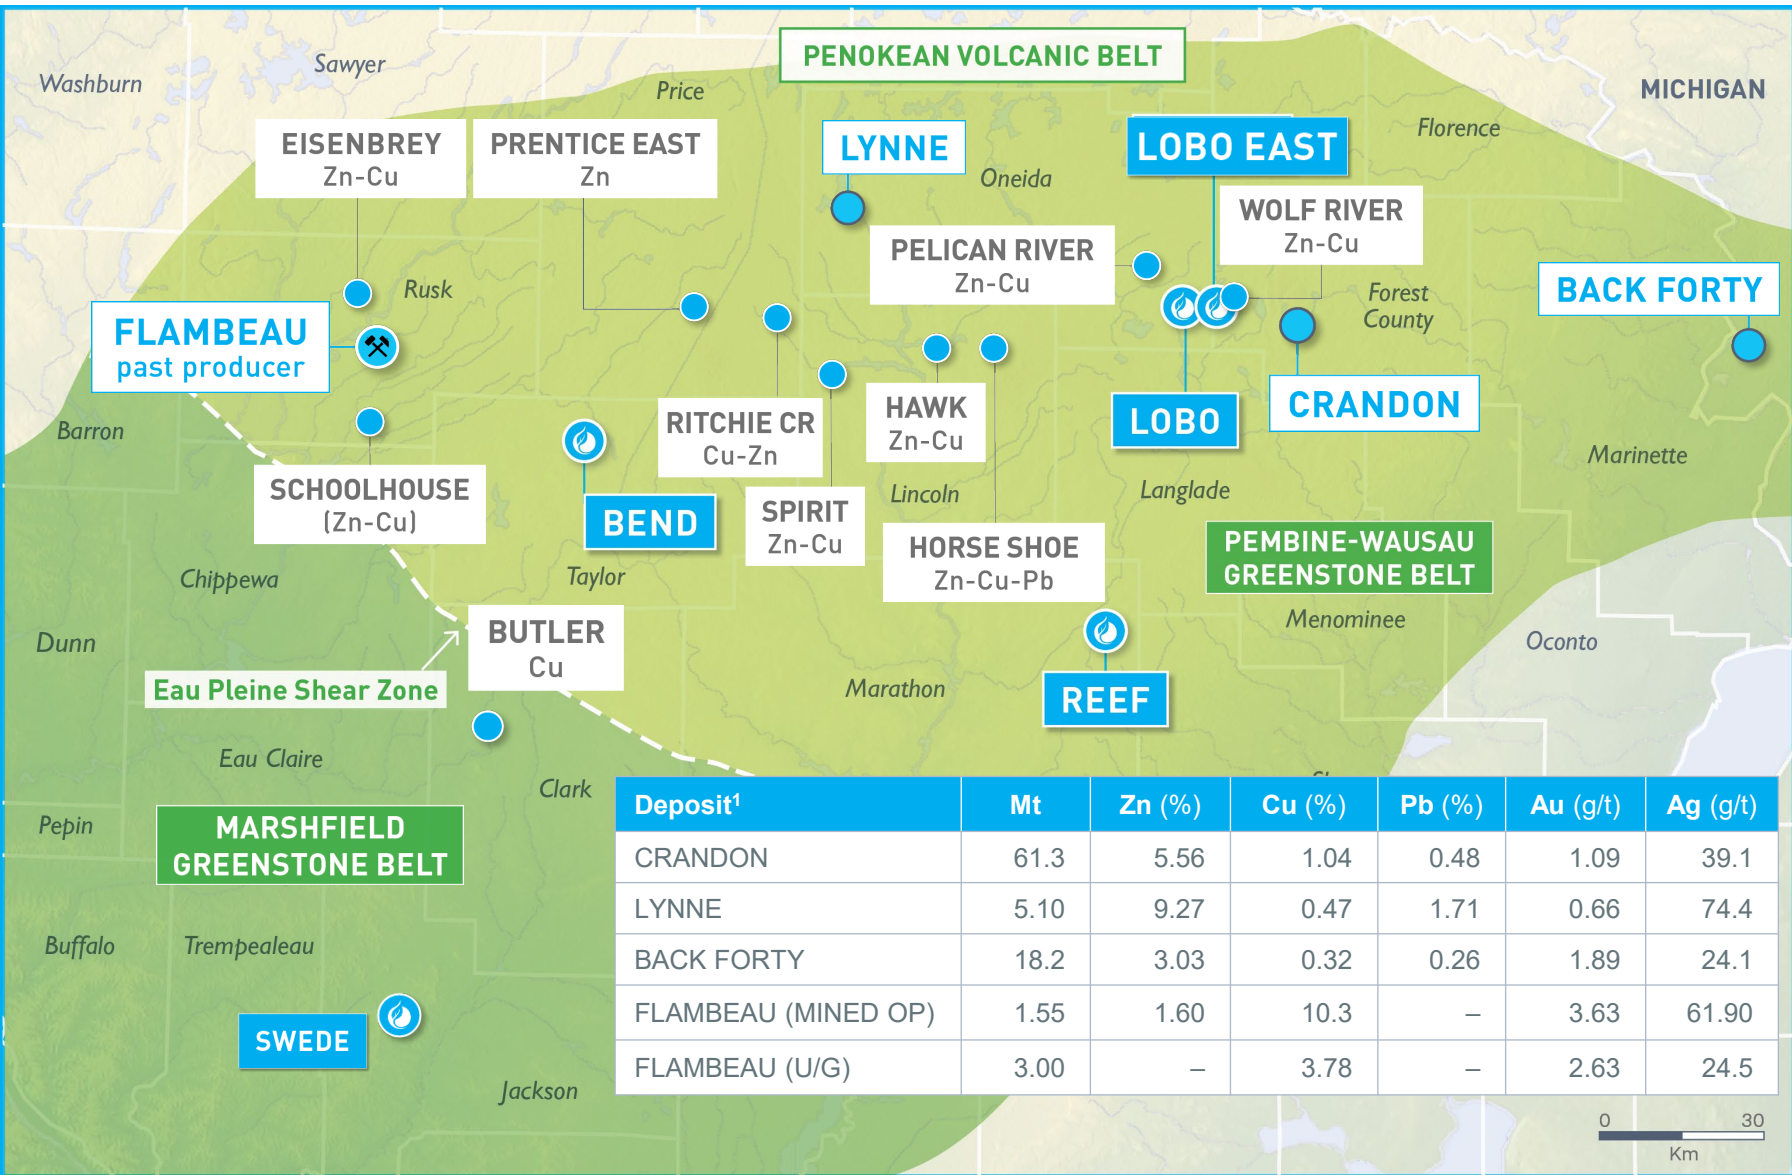 PENOKEAN VOLCANIC BELT
Washburn
Sawyer
Price
MICHIGAN
Florence
EISENBREY
Zn-Cu
PRENTICE EAST
Zn
LYNNE
Oneida
LOBO EAST
WOLF RIVER
Zn-Cu
PELICAN RIVER
Zn-Cu
Rusk
Forest
County
BACK FORTY
FLAMBEAU
past producer
Barron
RITCHIE CR
Cu-Zn
HAWK
Zn-Cu
LOBO
CRANDON
Marinette
SCHOOLHOUSE
(Zn-Cu)
BEND
SPIRIT
Zn-Cu
Lincoln
Langlade
HORSE SHOE
Zn-Cu-Pb
PEMBINE-WAUSAU
GREENSTONE BELT
Chippewa
Taylor
Menominee
Dunn
BUTLER
Cu
Oconto
Eau Pleine Shear Zone
Marathon
REEF
Eau Claire
Clark
Pepin
MARSHFIELD
GREENSTONE BELT
Buffalo
Trempealeau
SWEDE
Jackson
Deposit¹ Mt Zn (%) Cu (%) Pb (%) Au (g/t) Ag (g/t)
CRANDON 61.3 5.56 1.04 0.48 1.09 39.1
LYNNE 5.10 9.27 0.47 1.71 0.66 74.4
BACK FORTY 18.2 3.03 0.32 0.26 1.89 24.1
FLAMBEAU (MINED OP) 1.55 1.60 10.3 – 3.63 61.90
FLAMBEAU (U/G) 3.00 – 3.78 – 2.63 24.5
0 30
Km